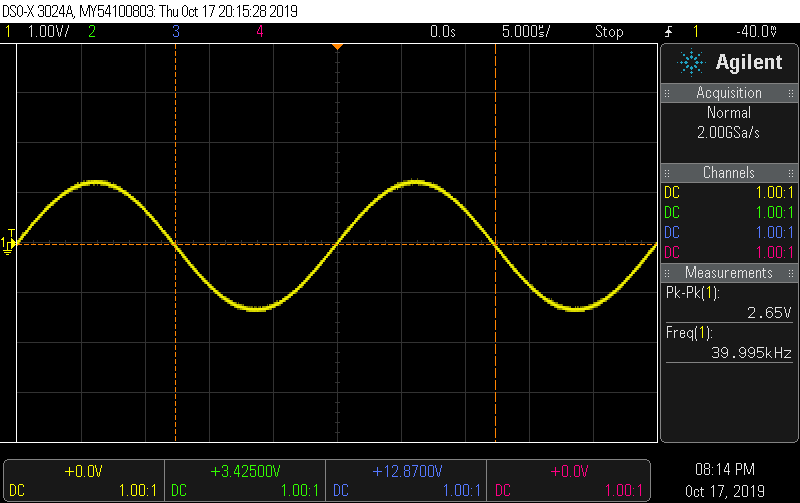 DSO-X 3024A, MY54100803: Thu Oct 17 20:15:28 2019
1 1.00V/ 2 3 4 0.0s 5.000us/ Stop 1 -40.0mV
Agilent
Acquisition
Normal
2.00GSa/s
Channels
DC 1.00:1
DC 1.00:1
DC 1.00:1
DC 1.00:1
Measurements
Pk-Pk(1):
2.65V
Freq(1):
39.995kHz
T
1
+0.0V +3.42500V +12.8700V +0.0V
DC 1.00:1 DC 1.00:1 DC 1.00:1 DC 1.00:1
08:14 PM
Oct 17, 2019